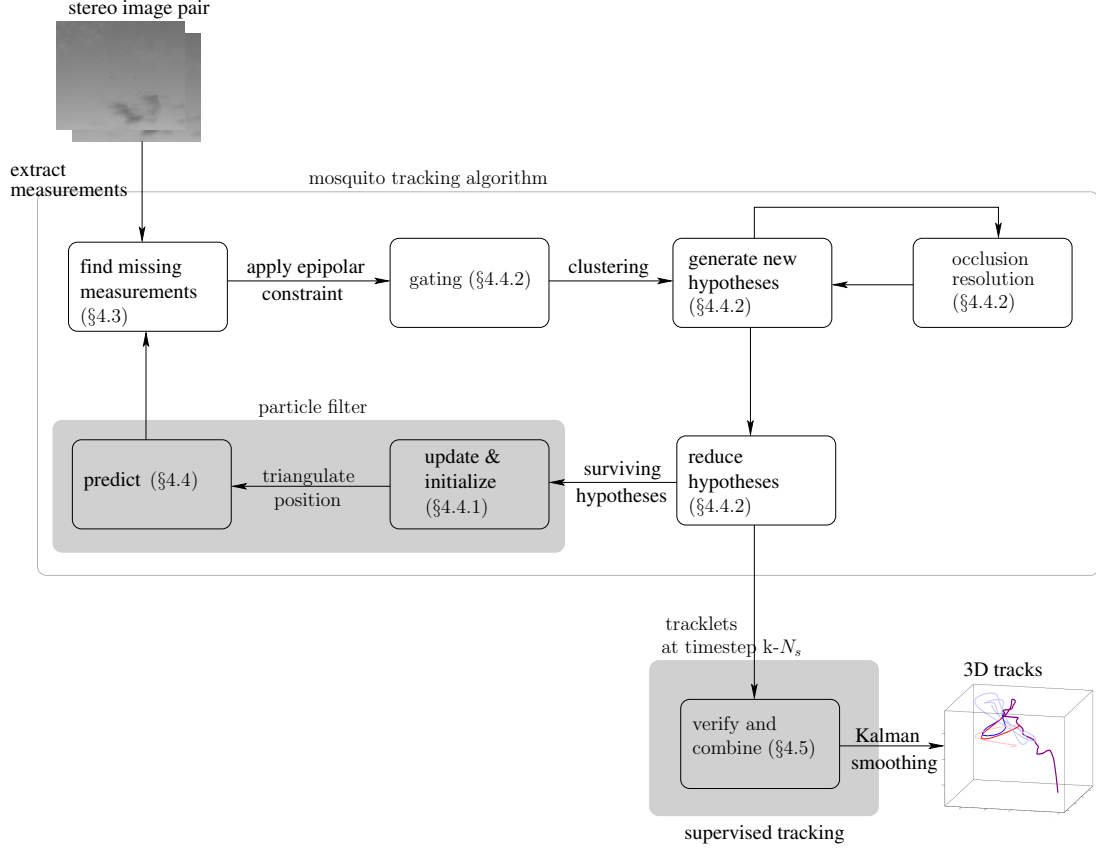 stereo image pair
extract
measurements
mosquito tracking algorithm
find missing
measurements
(§4.3)
apply epipolar
constraint
gating (§4.4.2)
clustering
generate new
hypotheses
(§4.4.2)
occlusion
resolution
(§4.4.2)
particle filter
predict (§4.4)
triangulate
position
update &
initialize
(§4.4.1)
surviving
hypotheses
reduce
hypotheses
(§4.4.2)
tracklets
at timestep k-Nₛ
verify and
combine (§4.5)
Kalman
smoothing
3D tracks
supervised tracking